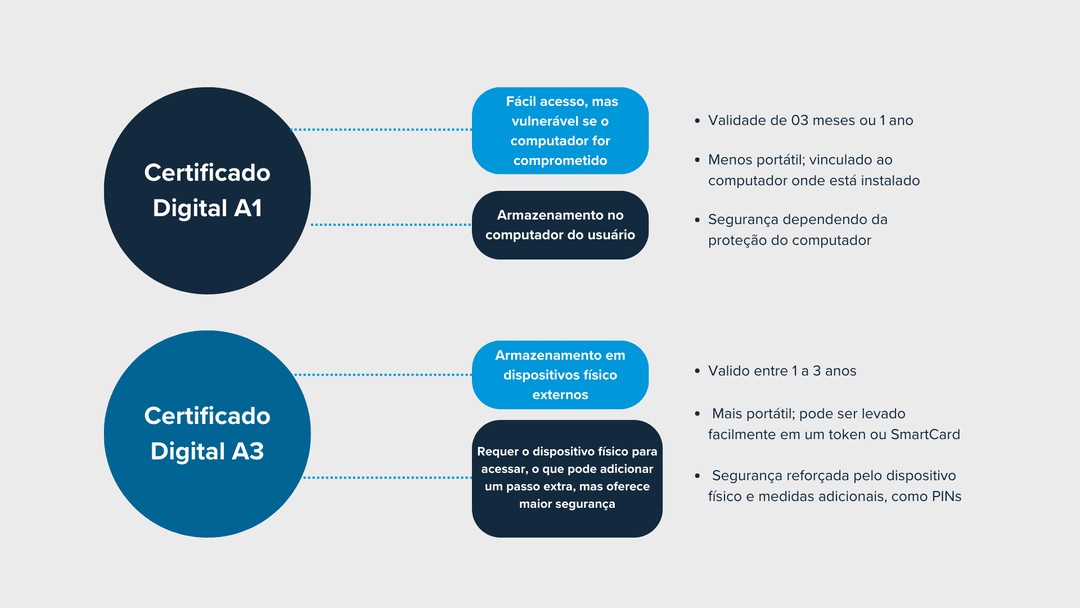 Certificado
Digital A1
Fácil acesso, mas
vulnerável se o
computador for
comprometido
Armazenamento no
computador do usuário
• Validade de 03 meses ou 1 ano
• Menos portátil; vinculado ao
computador onde está instalado
• Segurança dependendo da
proteção do computador
Certificado
Digital A3
Armazenamento em
dispositivos físico
externos
Requer o dispositivo físico para
acessar, o que pode adicionar
um passo extra, mas oferece
maior segurança
• Valido entre 1 a 3 anos
• Mais portátil; pode ser levado
facilmente em um token ou SmartCard
• Segurança reforçada pelo dispositivo
físico e medidas adicionais, como PINs